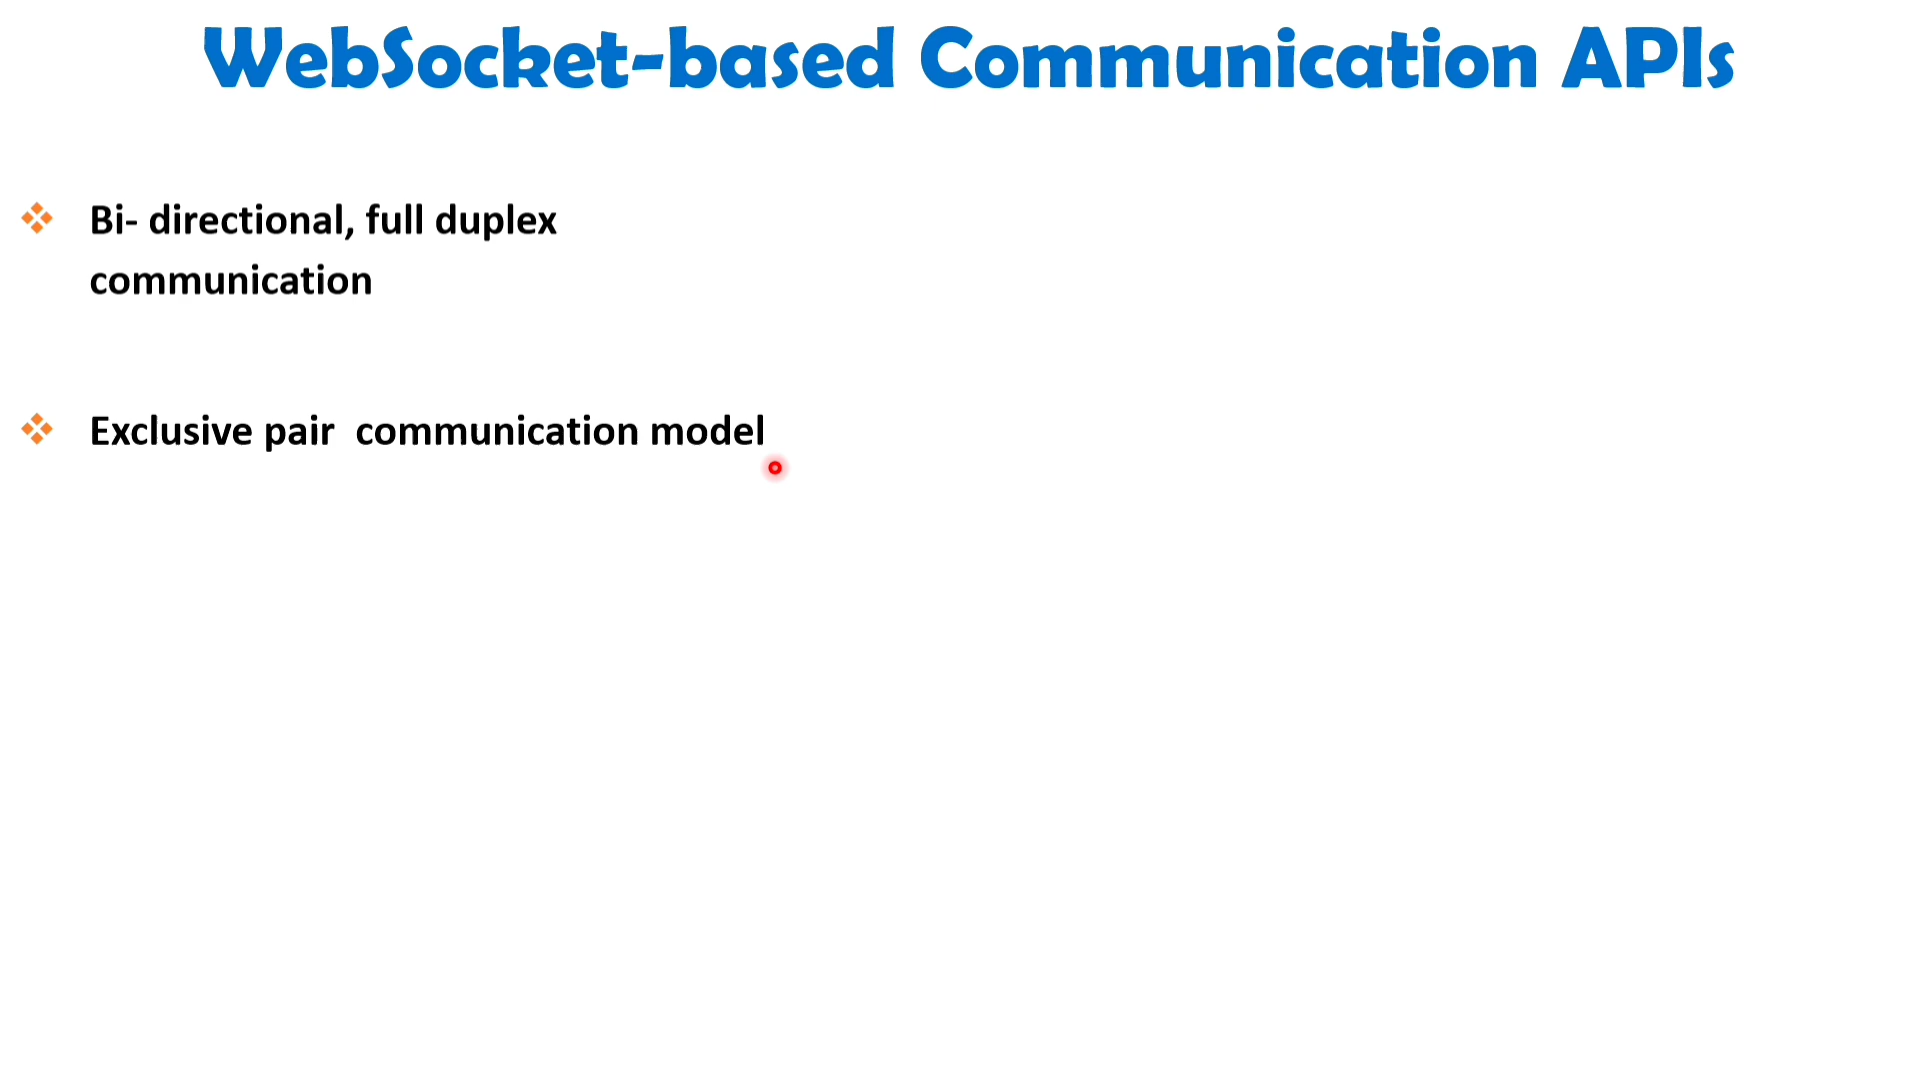 WebSocket-based Communication APIs
Bi- directional, full duplex
communication
Exclusive pair  communication model